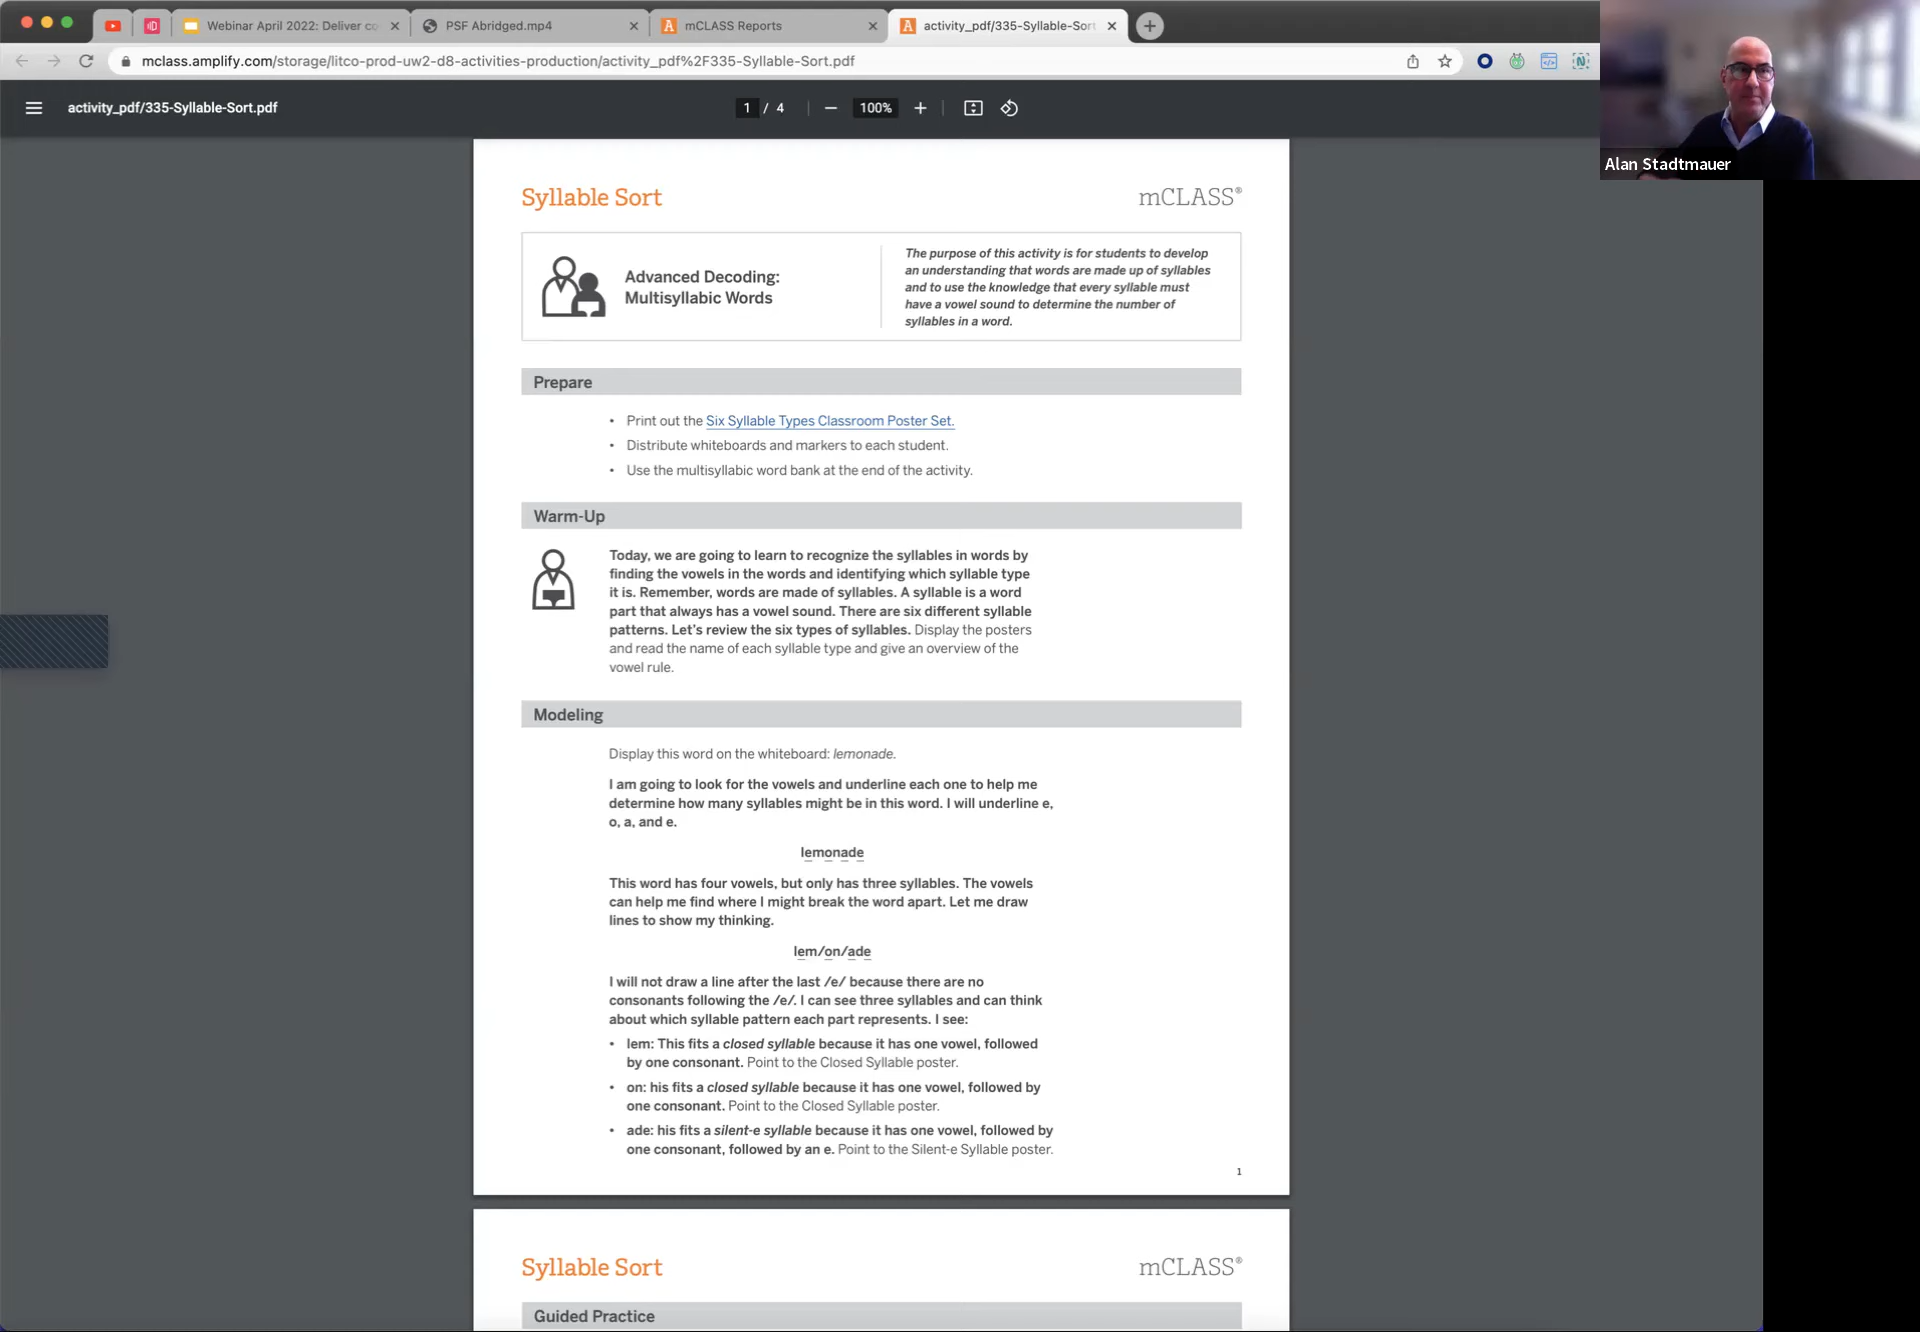 Webinar April 2022: Deliver co
PSF Abridged.mp4
mCLASS Reports
activity_pdf/335-Syllable-Sort
mclass.amplify.com/storage/litco-prod-uw2-d8-activities-production/activity_pdf%2F335-Syllable-Sort.pdf
activity_pdf/335-Syllable-Sort.pdf
1 / 4
100%
Alan Stadtmauer
Syllable Sort
mCLASS®
Advanced Decoding:
Multisyllabic Words
The purpose of this activity is for students to develop
an understanding that words are made up of syllables
and to use the knowledge that every syllable must
have a vowel sound to determine the number of
syllables in a word.
Prepare
• Print out the Six Syllable Types Classroom Poster Set.
• Distribute whiteboards and markers to each student.
• Use the multisyllabic word bank at the end of the activity.
Warm-Up
Today, we are going to learn to recognize the syllables in words by
finding the vowels in the words and identifying which syllable type
it is. Remember, words are made of syllables. A syllable is a word
part that always has a vowel sound. There are six different syllable
patterns. Let's review the six types of syllables. Display the posters
and read the name of each syllable type and give an overview of the
vowel rule.
Modeling
Display this word on the whiteboard: lemonade.
I am going to look for the vowels and underline each one to help me
determine how many syllables might be in this word. I will underline e,
o, a, and e.
lemonade
This word has four vowels, but only has three syllables. The vowels
can help me find where I might break the word apart. Let me draw
lines to show my thinking.
lem/on/ade
I will not draw a line after the last /e/ because there are no
consonants following the /e/. I can see three syllables and can think
about which syllable pattern each part represents. I see:
• lem: This fits a closed syllable because it has one vowel, followed
by one consonant. Point to the Closed Syllable poster.
• on: his fits a closed syllable because it has one vowel, followed by
one consonant. Point to the Closed Syllable poster.
• ade: his fits a silent-e syllable because it has one vowel, followed by
one consonant, followed by an e. Point to the Silent-e Syllable poster.
1
Syllable Sort
mCLASS®
Guided Practice